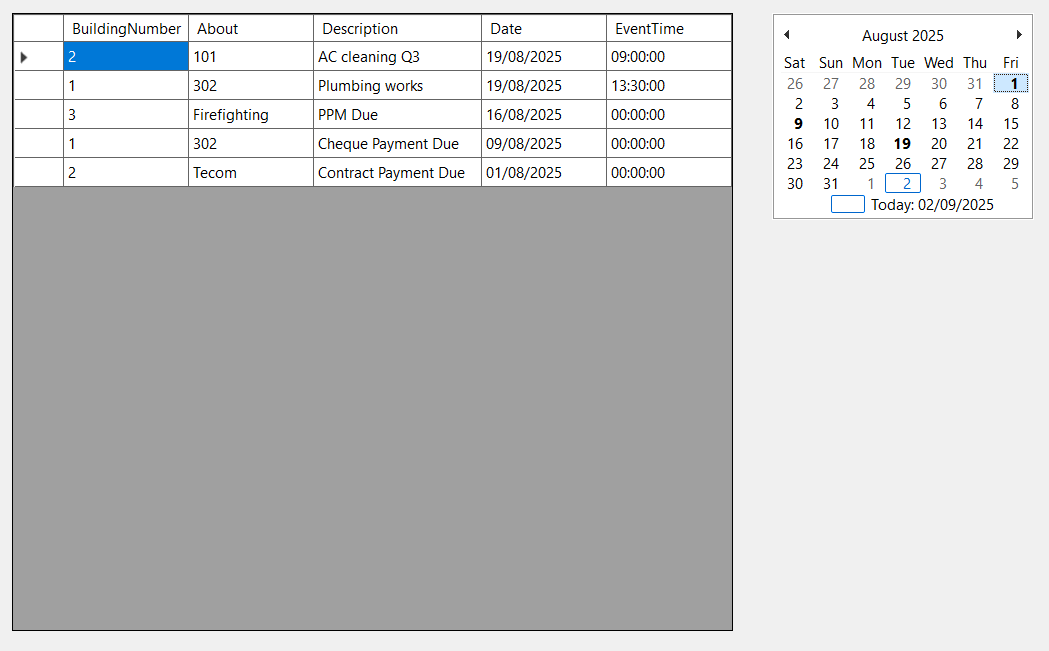 BuildingNumber About Description Date EventTime
2 101 AC cleaning Q3 19/08/2025 09:00:00
1 302 Plumbing works 19/08/2025 13:30:00
3 Firefighting PPM Due 16/08/2025 00:00:00
1 302 Cheque Payment Due 09/08/2025 00:00:00
2 Tecom Contract Payment Due 01/08/2025 00:00:00
August 2025
Sat Sun Mon Tue Wed Thu Fri
26 27 28 29 30 31 1
2 3 4 5 6 7 8
9 10 11 12 13 14 15
16 17 18 19 20 21 22
23 24 25 26 27 28 29
30 31 1 2 3 4 5
Today: 02/09/2025